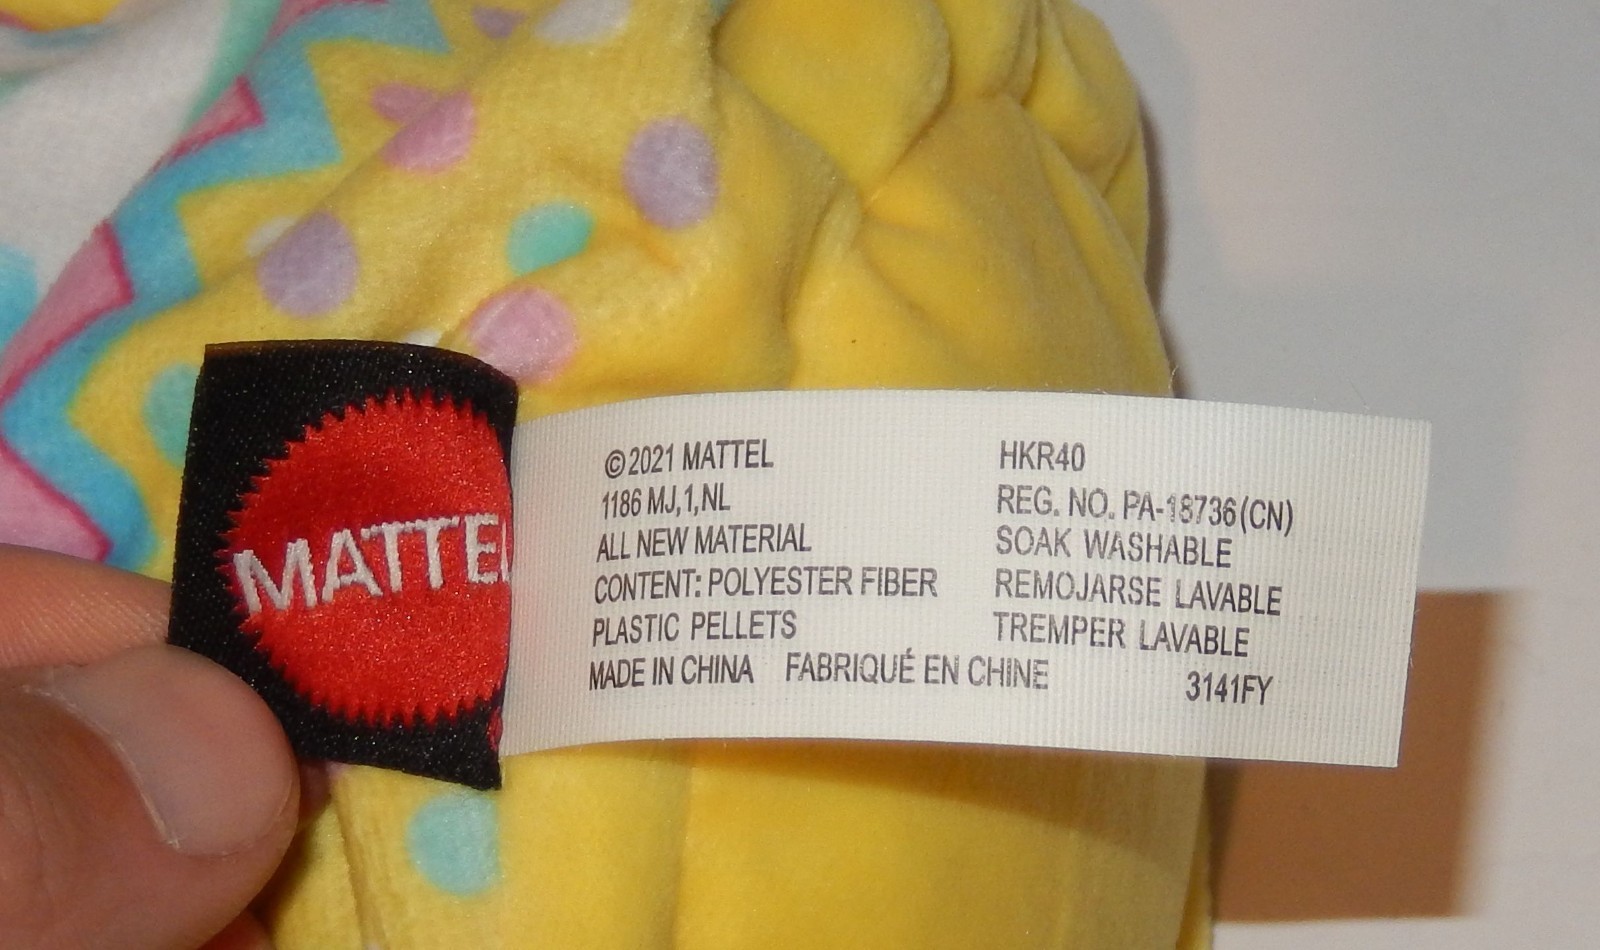 MATTEL
©2021 MATTEL
1186 MJ,1,NL
ALL NEW MATERIAL
CONTENT: POLYESTER FIBER
PLASTIC PELLETS
MADE IN CHINA FABRIQUÉ EN CHINE
HKR40
REG. NO. PA-18736(CN)
SOAK WASHABLE
REMOJARSE LAVABLE
TREMPER LAVABLE
3141FY